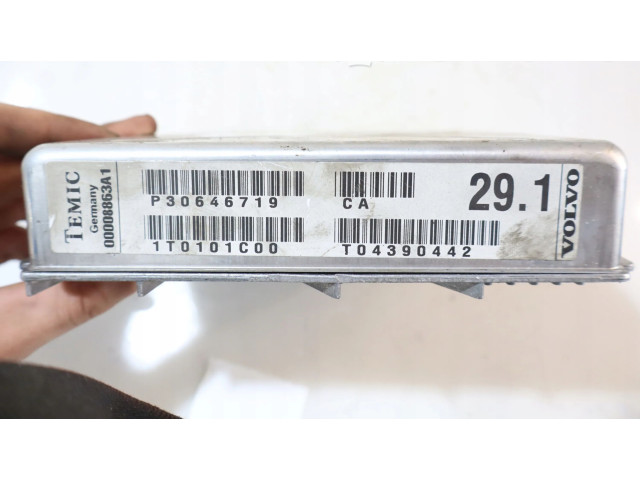 TEMIC
Germany
00008863A1
P30646719
CA
29.1
1T0101C00
T04390442
VOLVO